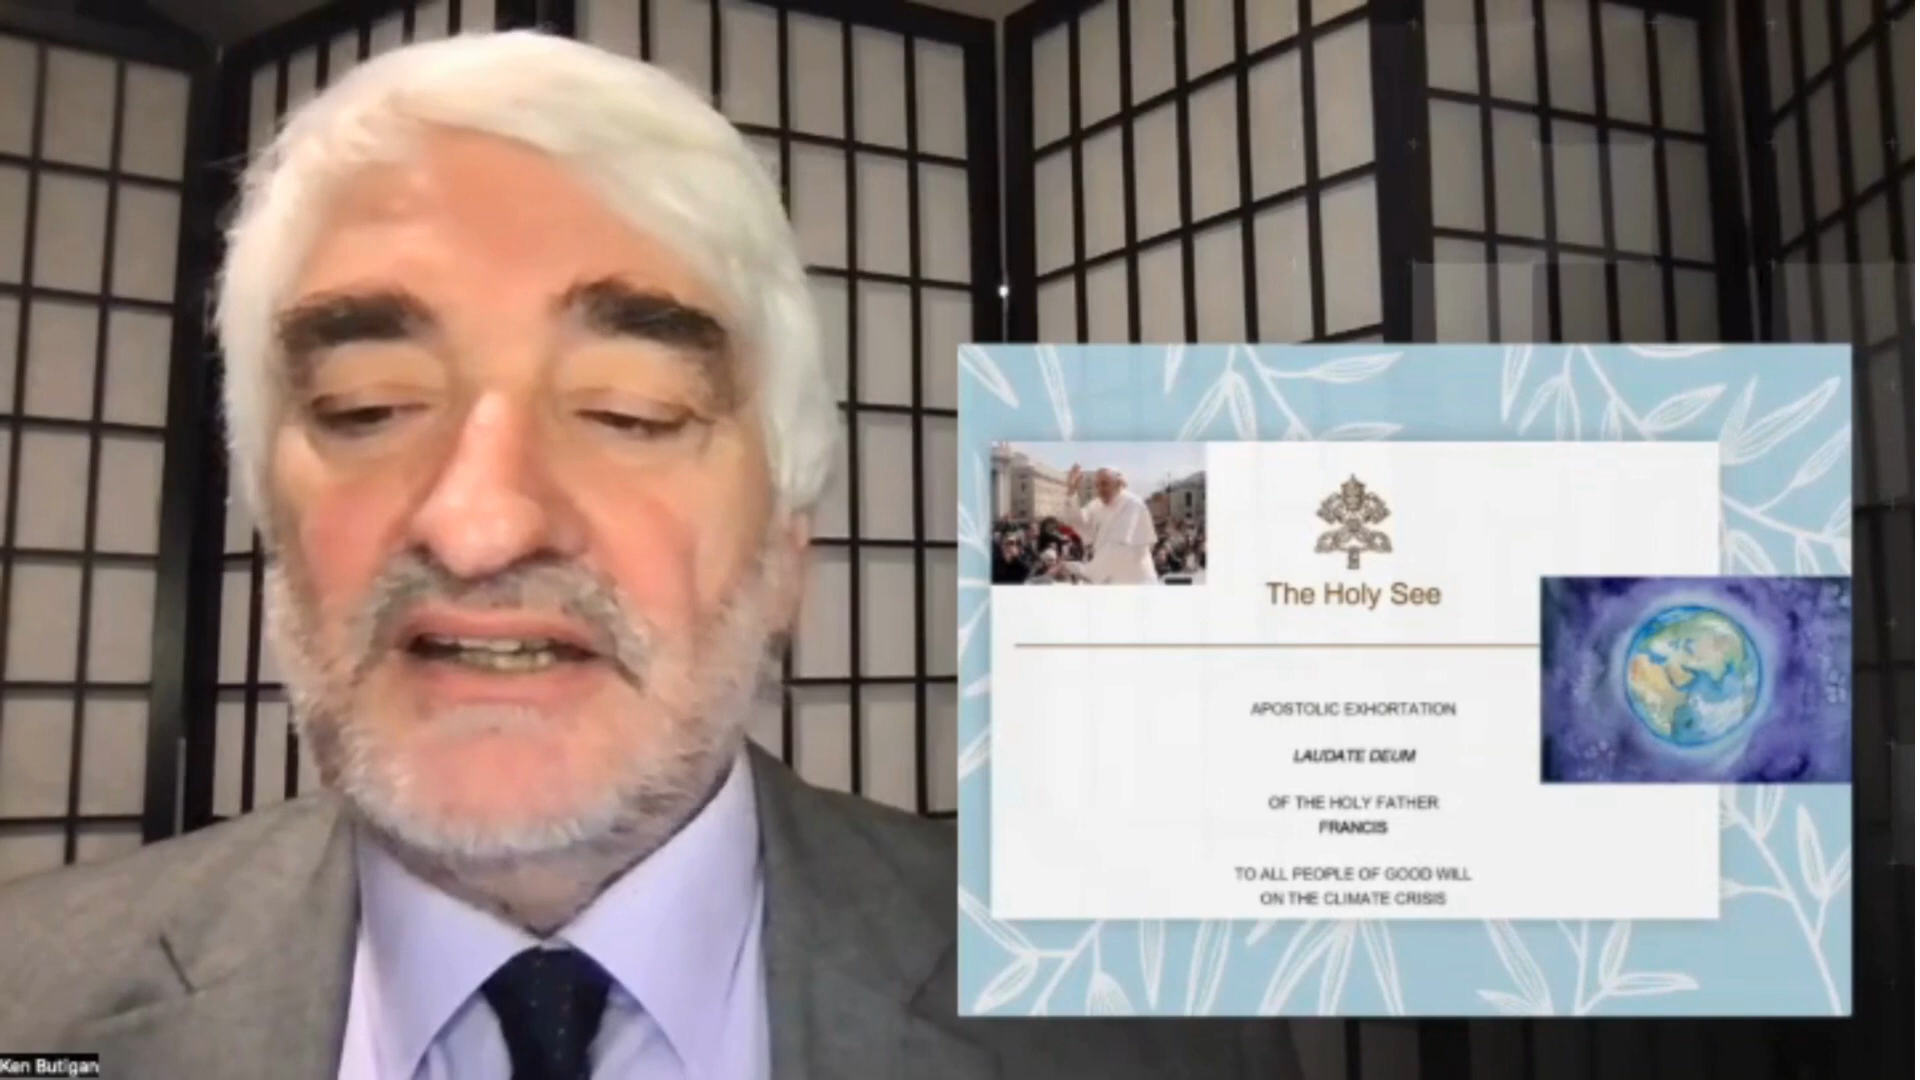 The Holy See
APOSTOLIC EXHORTATION
LAUDATE DEUM
OF THE HOLY FATHER
FRANCIS
TO ALL PEOPLE OF GOOD WILL
ON THE CLIMATE CRISIS
Ken Butigan